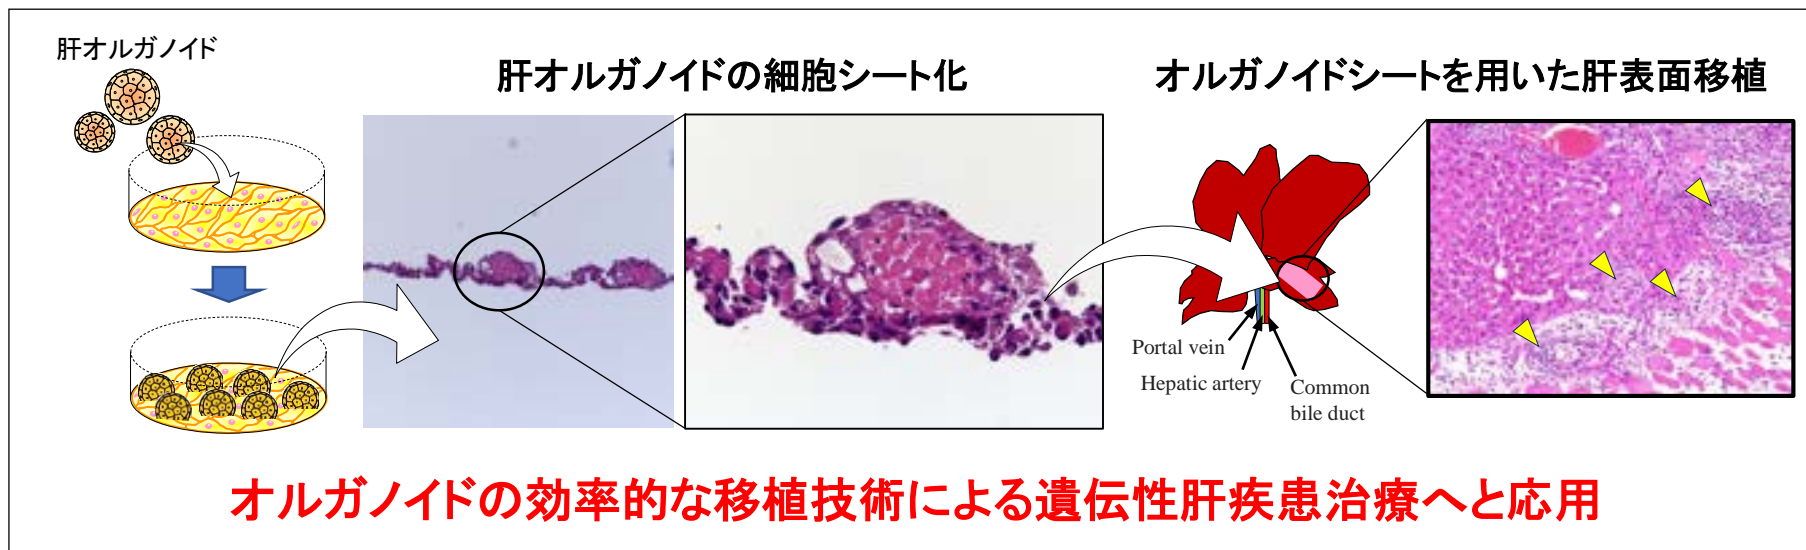 肝オルガノイド
肝オルガノイドの細胞シート化
オルガノイドシートを用いた肝表面移植
Portal vein
Hepatic artery
Common
bile duct
オルガノイドの効率的な移植技術による遺伝性肝疾患治療へと応用